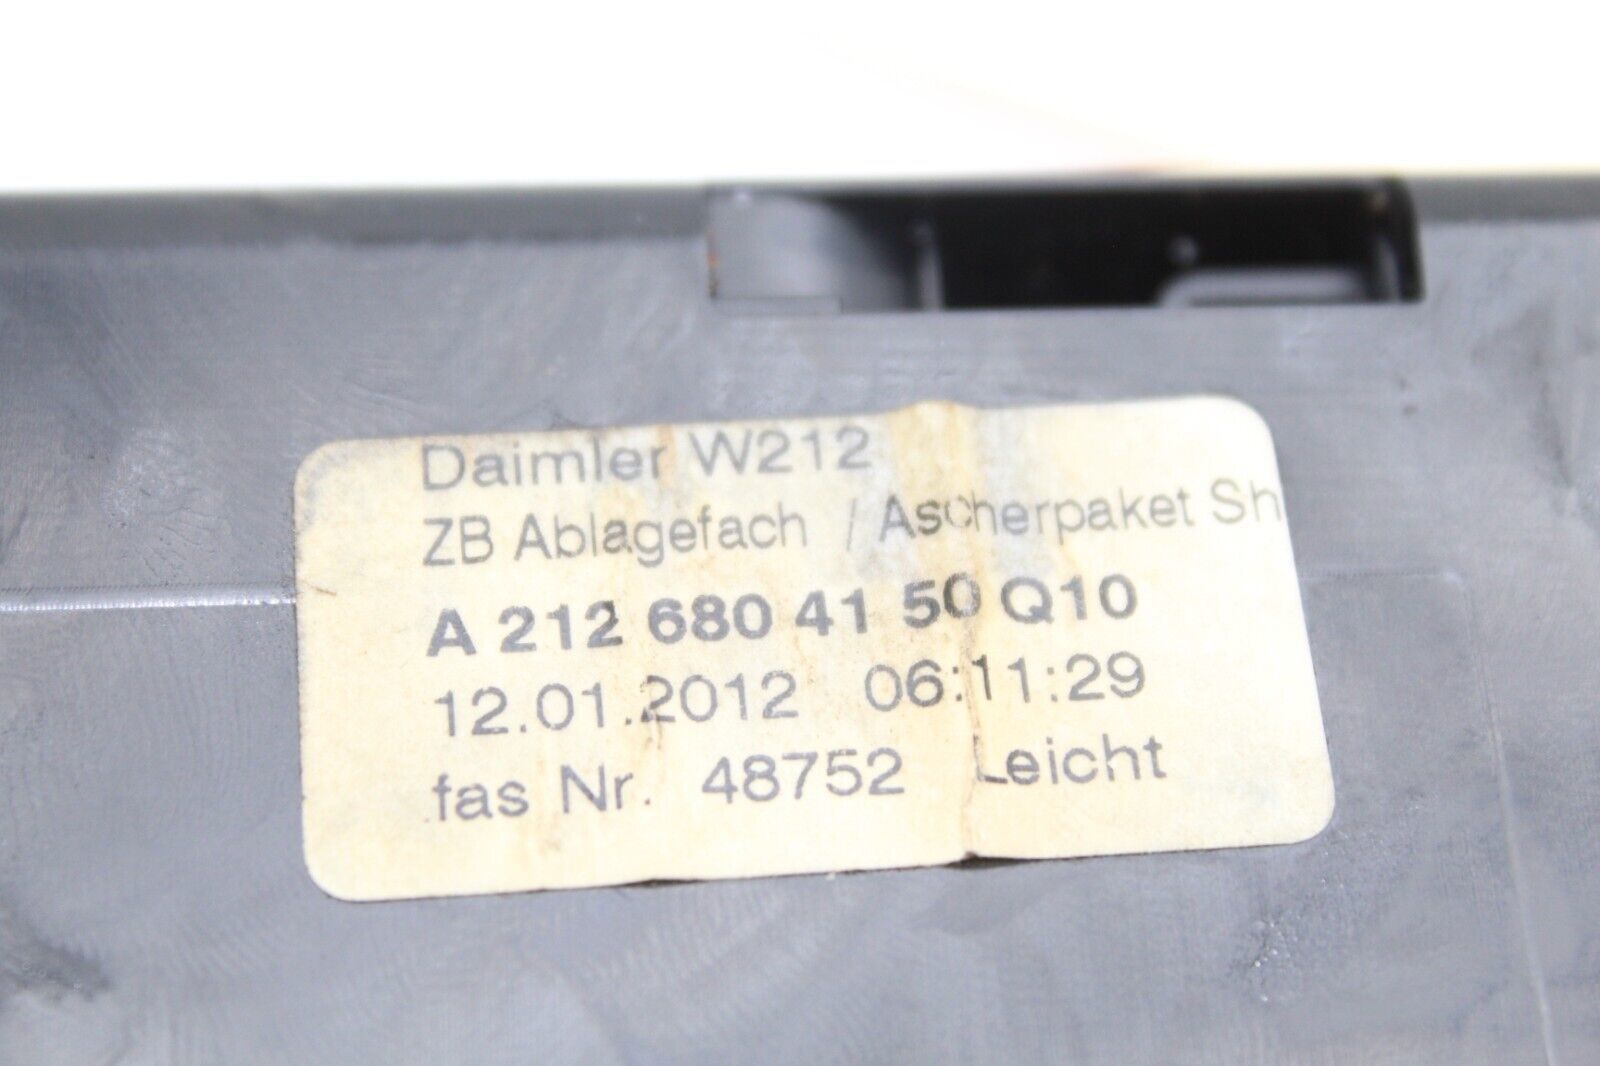 Daimler W212
ZB Ablagefach / Ascherpaket Sh
A 212 680 41 50 Q10
12.01.2012 06:11:29
fas Nr. 48752 Leicht